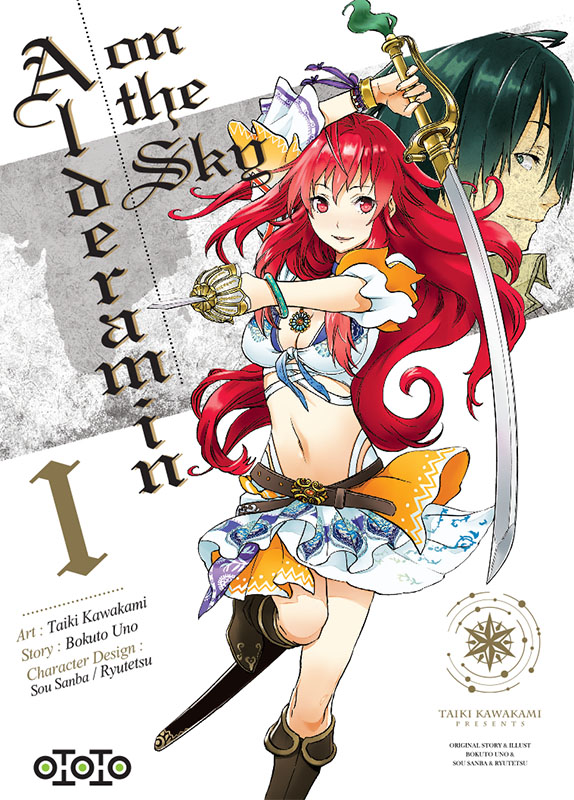 Alderamin
on
the
Sky
I
Art : Taiki Kawakami
Story : Bokuto Uno
Character Design :
Sou Sanba / Ryutetsu
OTOTO
TAIKI KAWAKAMI
PRESENTS
ORIGINAL STORY & ILLUST
BOKUTO UNO &
SOU SANBA & RYUTETSU